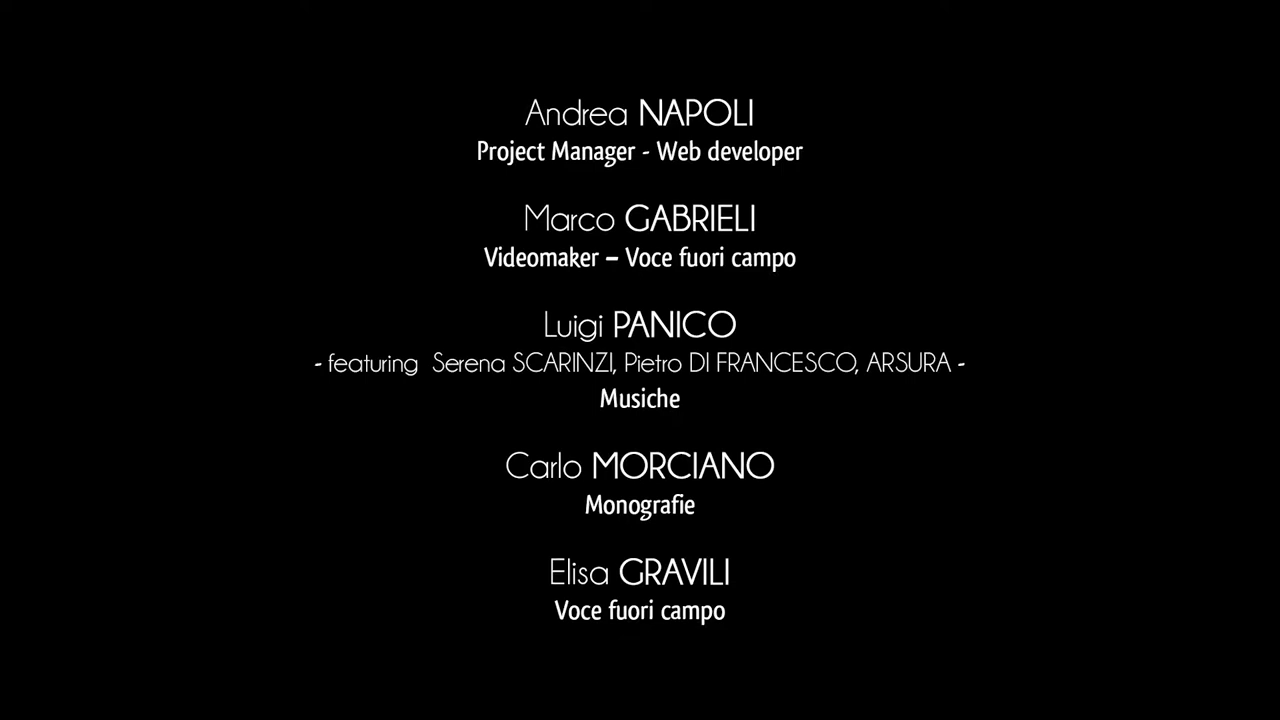 Andrea NAPOLI
Project Manager - Web developer
Marco GABRIELI
Videomaker – Voce fuori campo
Luigi PANICO
- featuring  Serena SCARINZI, Pietro DI FRANCESCO, ARSURA -
Musiche
Carlo MORCIANO
Monografie
Elisa GRAVILI
Voce fuori campo